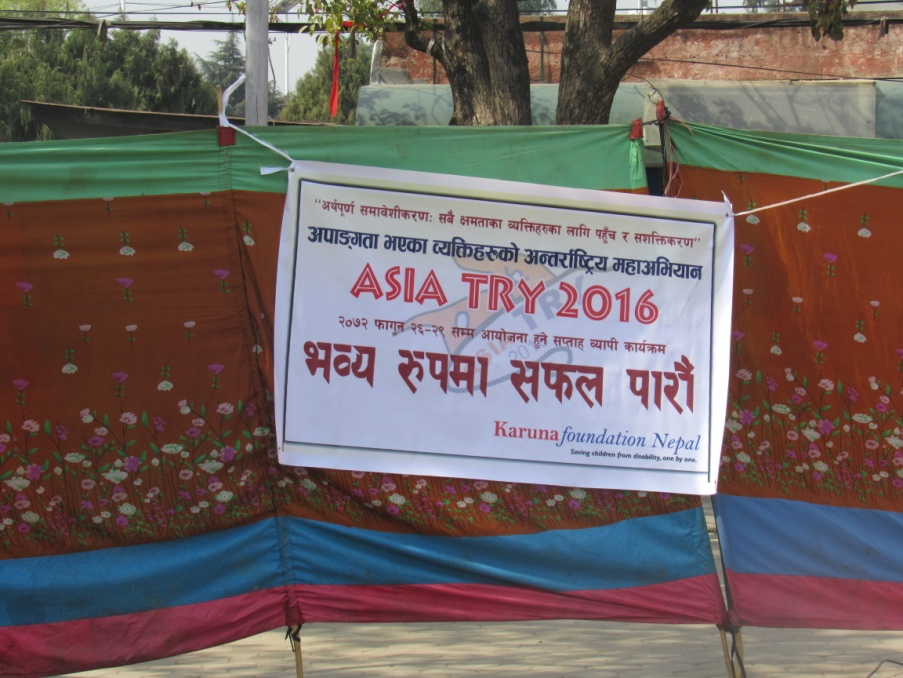 "अर्थपूर्ण समावेशीकरण: सबै क्षमताका व्यक्तिहरुका लागि पहुँच र सशक्तिकरण"
अपाङ्गता भएका व्यक्तिहरुको अन्तर्राष्ट्रिय महाअभियान
ASIA TRY 2016
२०७२ फागुन २६-२९ सम्म आयोजना हुने सप्ताह व्यापी कार्यक्रम
भव्य रुपमा सफल पारौं
Karuna foundation Nepal
Saving children from disability, one by one.